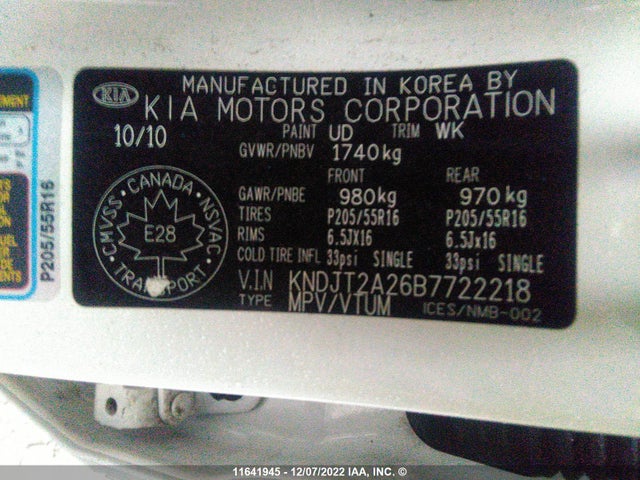 KIA
MANUFACTURED IN KOREA BY
KIA MOTORS CORPORATION
10/10 PAINT UD TRIM WK
GVWR/PNBV 1740kg
FRONT REAR
GAWR/PNBE 980kg 970kg
TIRES P205/55R16 P205/55R16
RIMS 6.5JX16 6.5JX16
COLD TIRE INFL 33psi SINGLE 33psi SINGLE
V.I.N KNDJT2A26B7722218
TYPE MPV/VTUM ICES/NMB-002
CMVSS • CANADA • NSVAC
E28
TRANSPORT
P205/55R16
11641945 - 12/07/2022 IAA, INC. ©